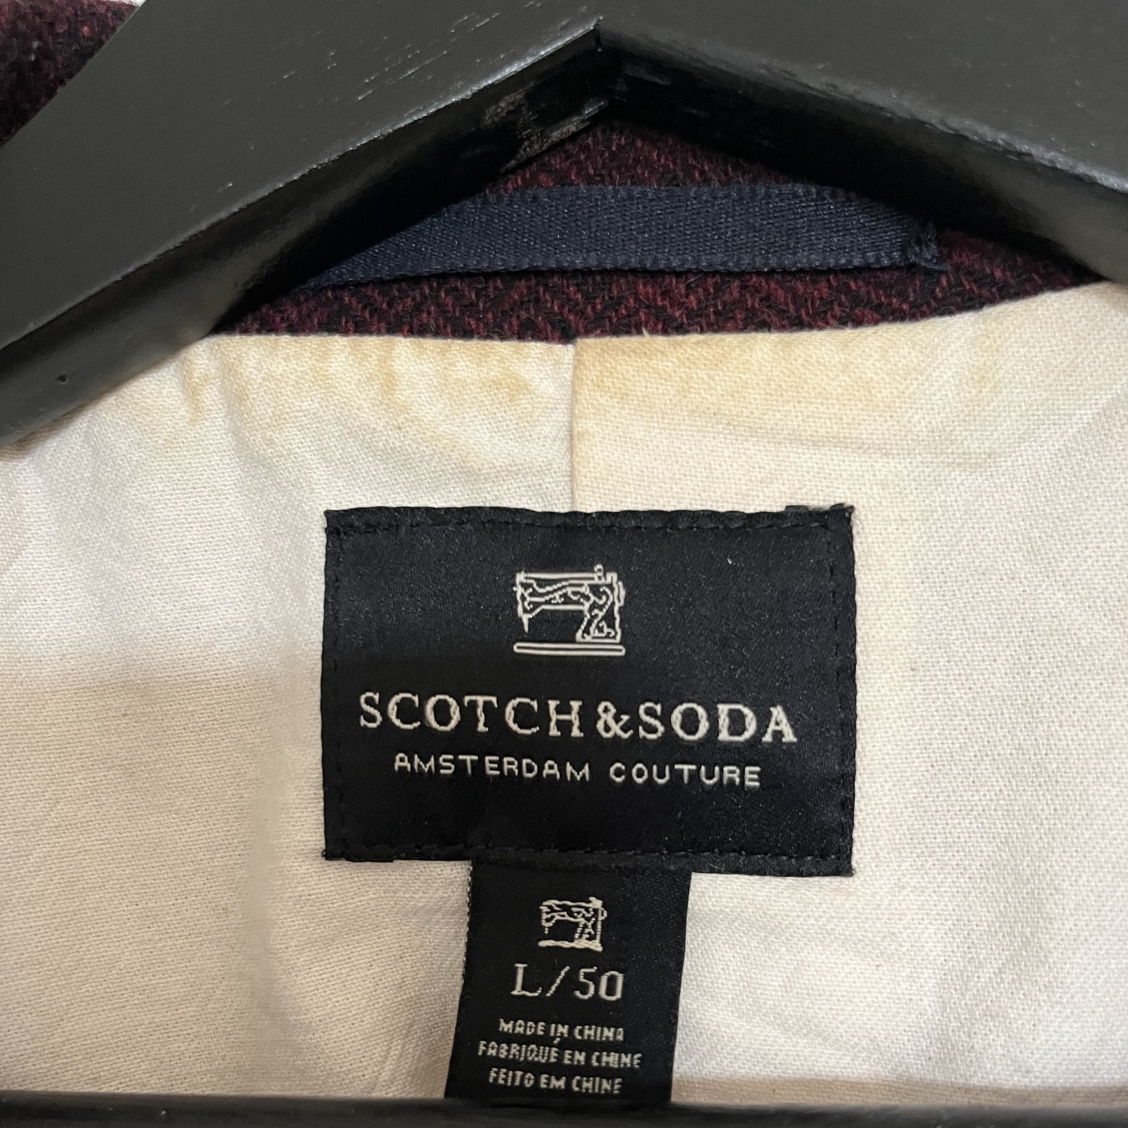 SCOTCH & SODA
AMSTERDAM COUTURE
L/50
MADE IN CHINA
FABRIQUÉ EN CHINE
FEITO EM CHINE